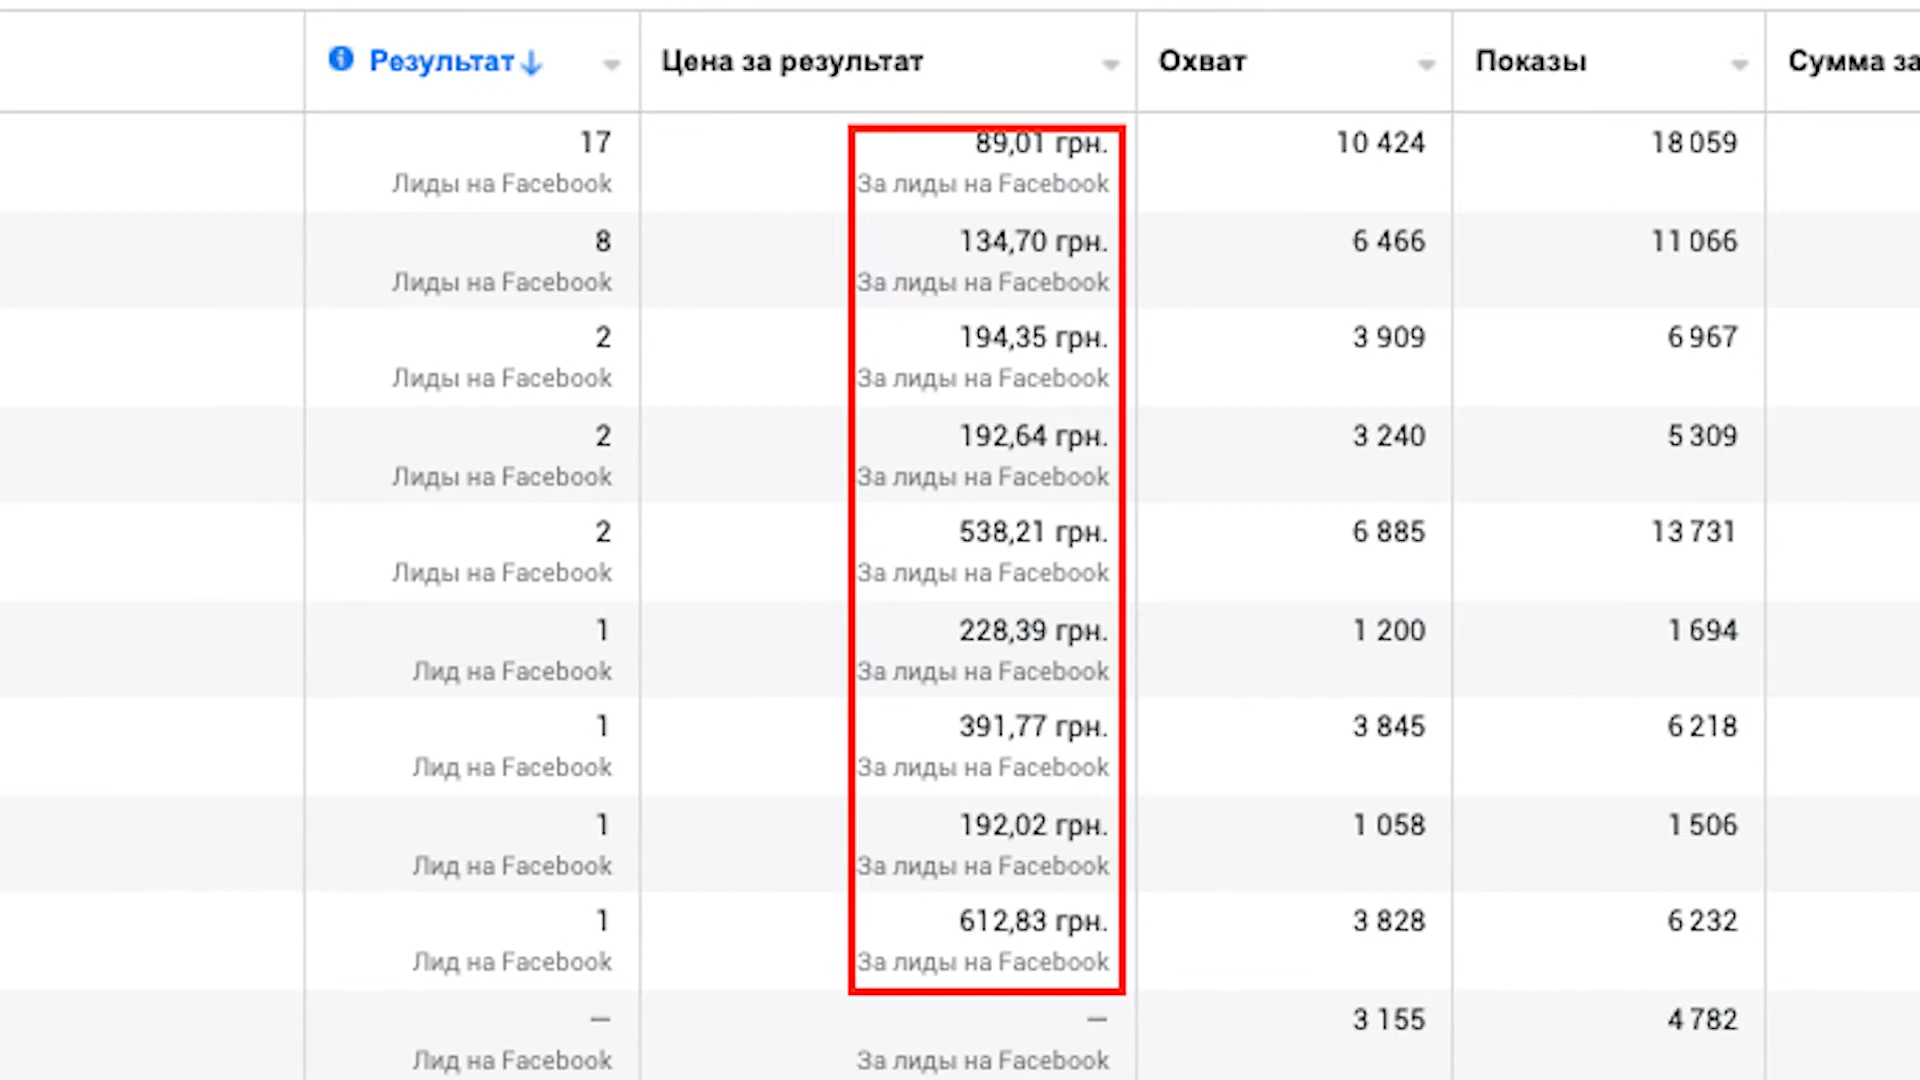 Результат Цена за результат Охват Показы Сумма за
17 89,01 грн. 10 424 18 059
Лиды на Facebook За лиды на Facebook
8 134,70 грн. 6 466 11 066
Лиды на Facebook За лиды на Facebook
2 194,35 грн. 3 909 6 967
Лиды на Facebook За лиды на Facebook
2 192,64 грн. 3 240 5 309
Лиды на Facebook За лиды на Facebook
2 538,21 грн. 6 885 13 731
Лиды на Facebook За лиды на Facebook
1 228,39 грн. 1 200 1 694
Лид на Facebook За лиды на Facebook
1 391,77 грн. 3 845 6 218
Лид на Facebook За лиды на Facebook
1 192,02 грн. 1 058 1 506
Лид на Facebook За лиды на Facebook
1 612,83 грн. 3 828 6 232
Лид на Facebook За лиды на Facebook
— — 3 155 4 782
Лид на Facebook За лиды на Facebook